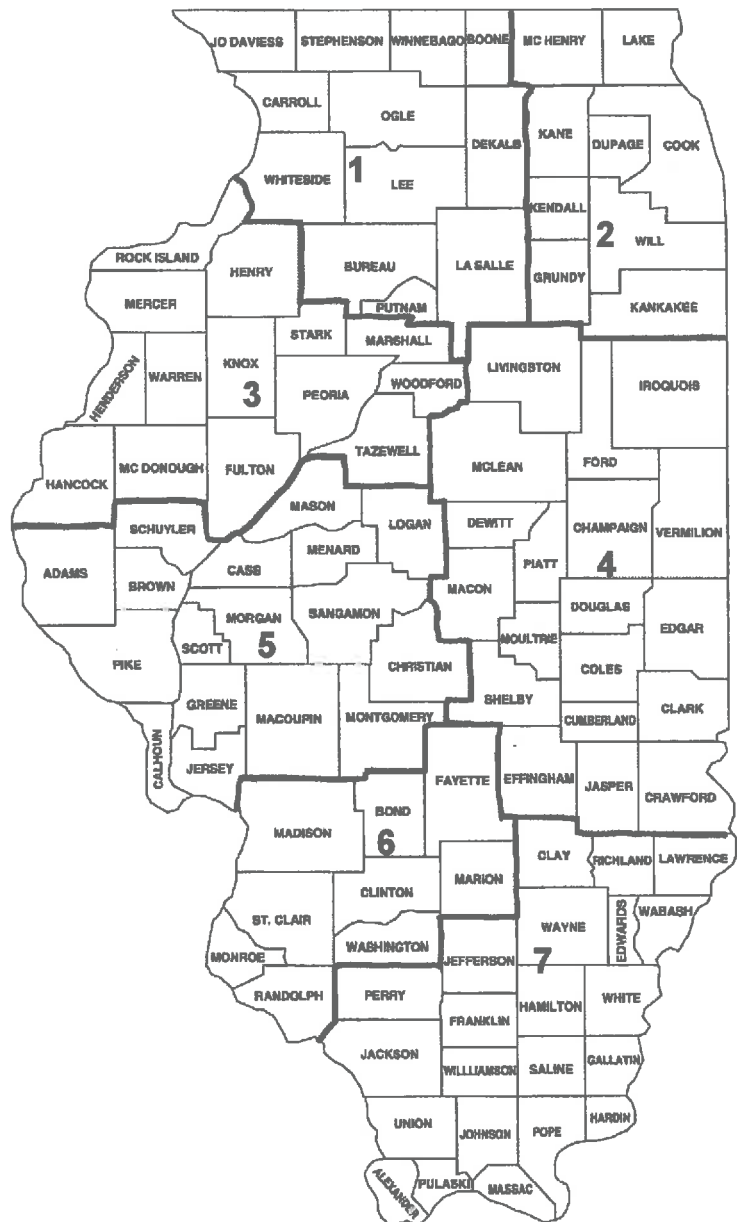 JO DAVIESS
STEPHENSON
WINNEBAGO
BOONE
MC HENRY
LAKE
CARROLL
OGLE
DEKALB
KANE
DUPAGE
COOK
WHITESIDE
1
LEE
KENDALL
2
WILL
ROCK ISLAND
HENRY
BUREAU
LA SALLE
GRUNDY
MERCER
PUTNAM
KANKAKEE
STARK
MARSHALL
HENDERSON
WARREN
KNOX
3
PEORIA
WOODFORD
LIVINGSTON
IROQUOIS
HANCOCK
MC DONOUGH
FULTON
TAZEWELL
MCLEAN
FORD
MASON
LOGAN
DEWITT
CHAMPAIGN
VERMILION
SCHUYLER
MENARD
PIATT
4
ADAMS
BROWN
CASS
MACON
DOUGLAS
EDGAR
MORGAN
SANGAMON
MOULTRIE
SCOTT
5
PIKE
CHRISTIAN
COLES
GREENE
MACOUPIN
MONTGOMERY
SHELBY
CUMBERLAND
CLARK
CALHOUN
JERSEY
FAYETTE
EFFINGHAM
JASPER
CRAWFORD
MADISON
BOND
6
CLAY
RICHLAND
LAWRENCE
CLINTON
MARION
ST. CLAIR
WAYNE
EDWARDS
WABASH
WASHINGTON
MONROE
JEFFERSON
7
RANDOLPH
PERRY
HAMILTON
WHITE
FRANKLIN
JACKSON
WILLLIAMSON
SALINE
GALLATIN
UNION
JOHNSON
POPE
HARDIN
ALEXANDER
PULASKI
MASSAC